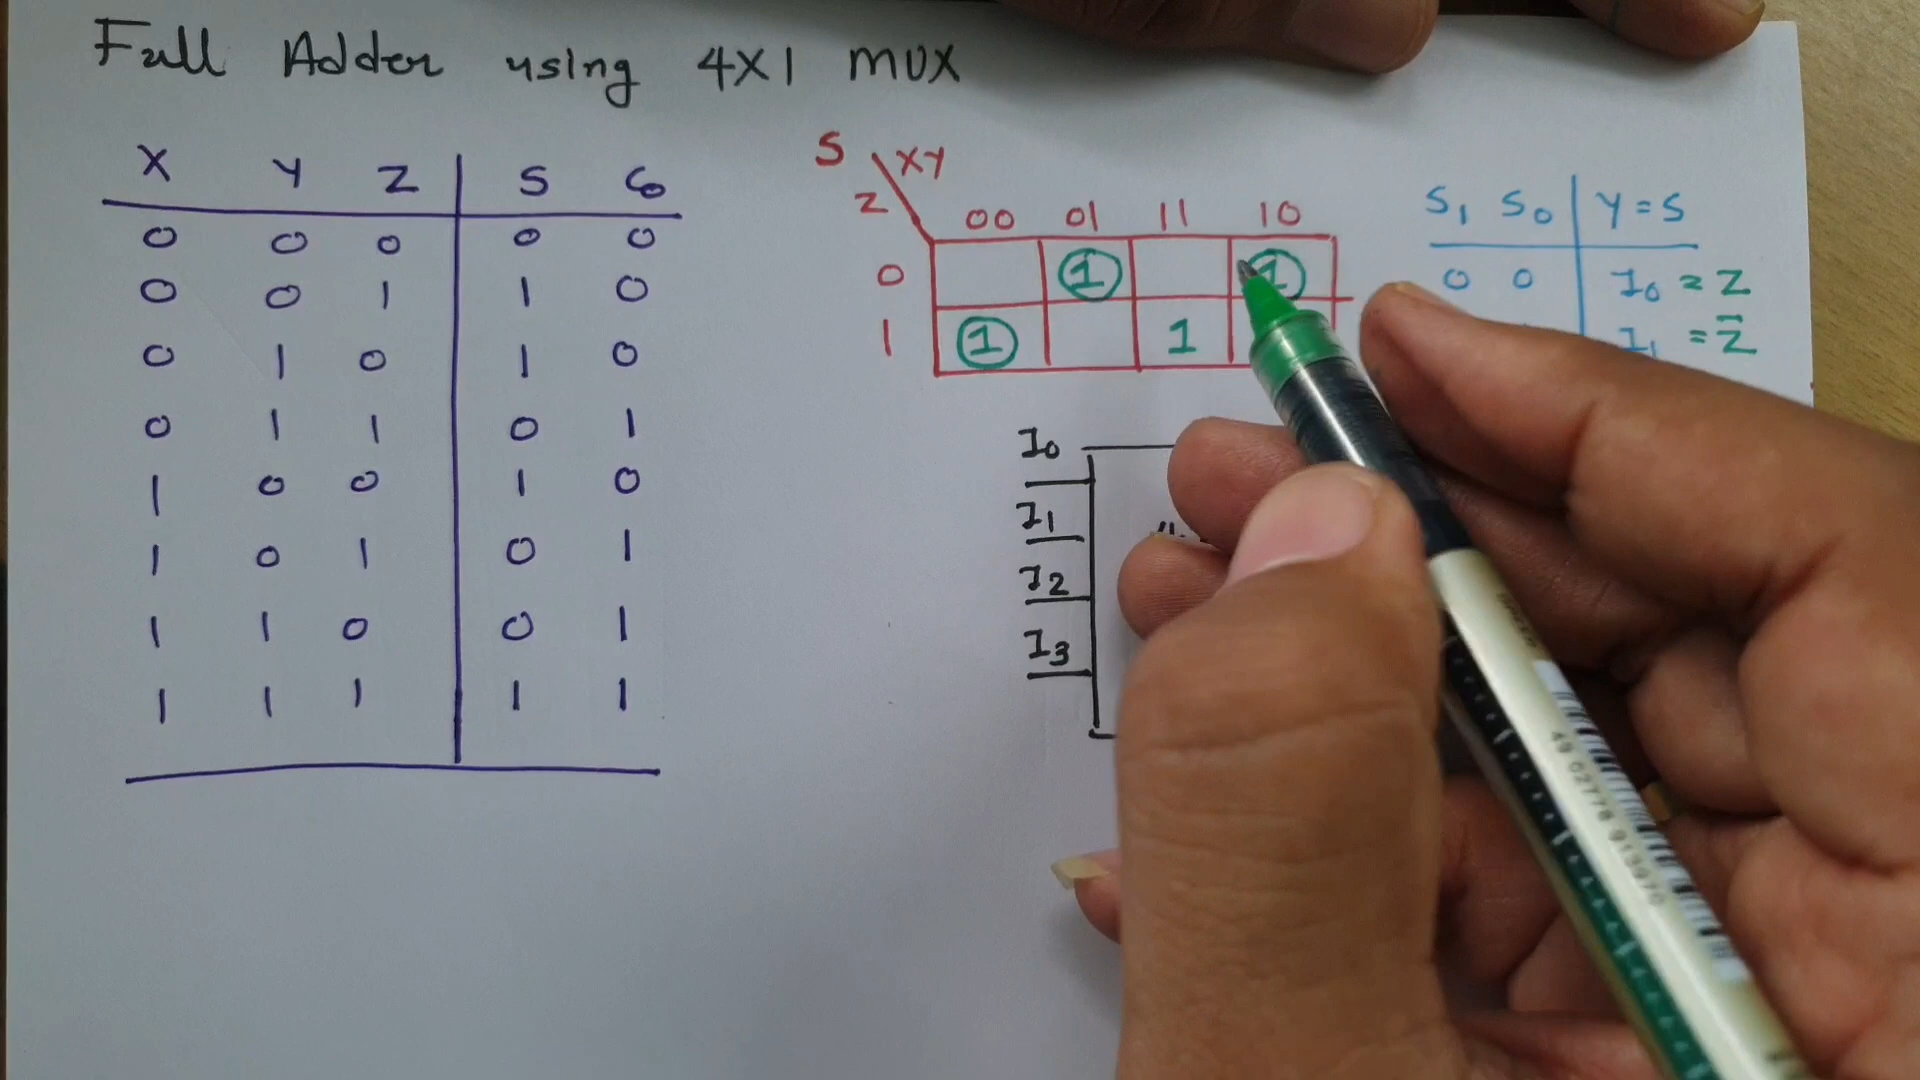 Full Adder using 4X1 MUX
X Y Z S Co
0 0 0 0 0
0 0 1 1 0
0 1 0 1 0
0 1 1 0 1
1 0 0 1 0
1 0 1 0 1
1 1 0 0 1
1 1 1 1 1
S XY
Z 00 01 11 10
0 1 1
1 1 1
S1 S0 Y=S
0 0 I0 = Z
I1 = Z̄
I0
I1
I2
I3